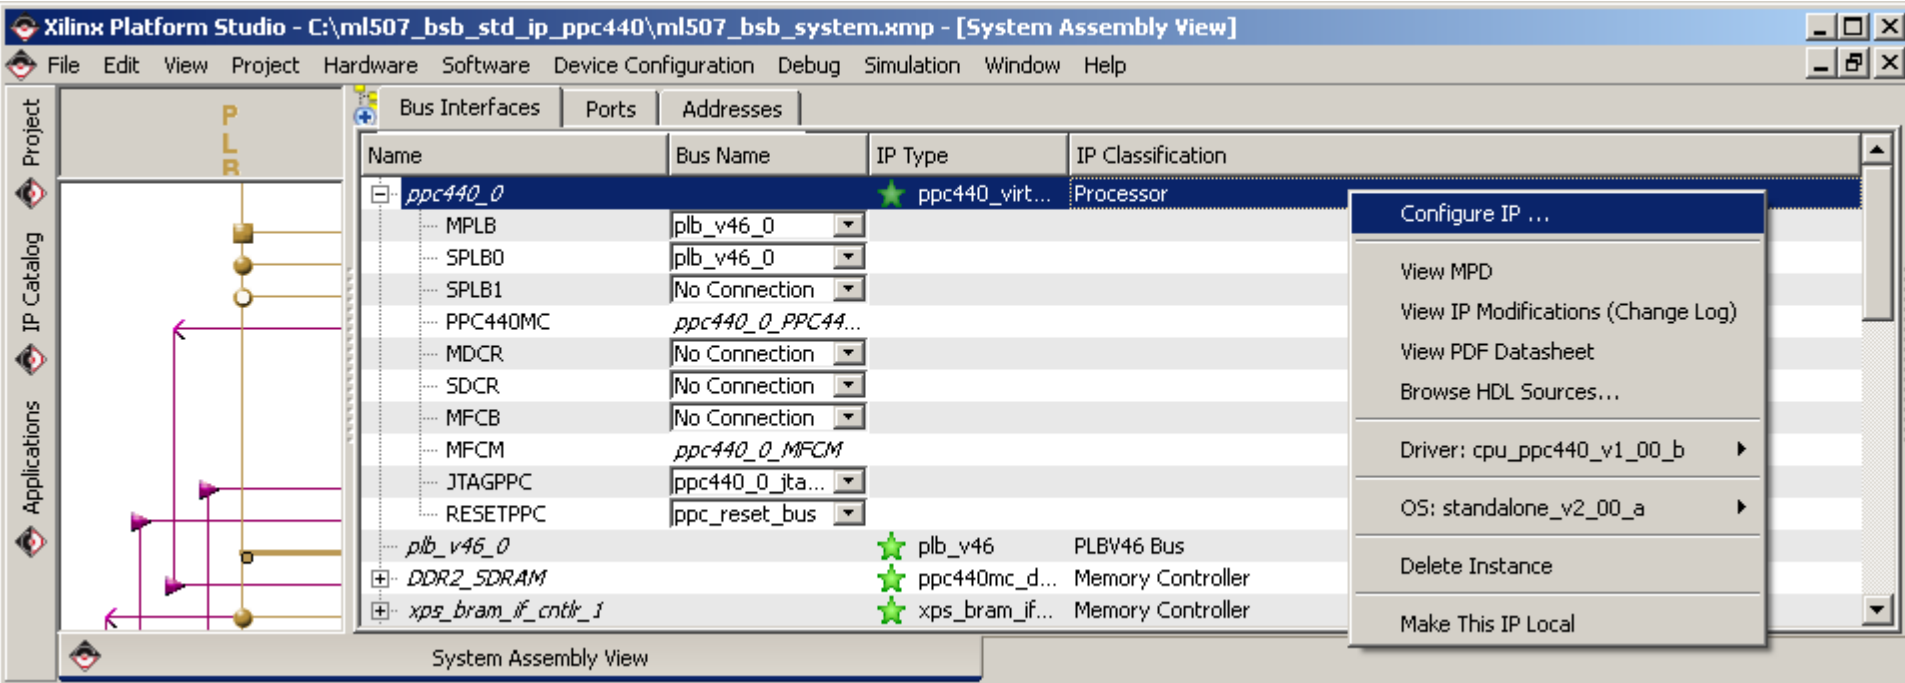 Xilinx Platform Studio - C:\ml507_bsb_std_ip_ppc440\ml507_bsb_system.xmp - [System Assembly View]
File Edit View Project Hardware Software Device Configuration Debug Simulation Window Help
Project
IP Catalog
Applications
P
L
B
Bus Interfaces Ports Addresses
Name Bus Name IP Type IP Classification
ppc440_0 ppc440_virt... Processor
MPLB plb_v46_0
SPLB0 plb_v46_0
SPLB1 No Connection
PPC440MC ppc440_0_PPC44...
MDCR No Connection
SDCR No Connection
MFCB No Connection
MFCM ppc440_0_MFCM
JTAGPPC ppc440_0_jta...
RESETPPC ppc_reset_bus
plb_v46_0 plb_v46 PLBV46 Bus
DDR2_SDRAM ppc440mc_d... Memory Controller
xps_bram_if_cntlr_1 xps_bram_if... Memory Controller
Configure IP ...
View MPD
View IP Modifications (Change Log)
View PDF Datasheet
Browse HDL Sources...
Driver: cpu_ppc440_v1_00_b
OS: standalone_v2_00_a
Delete Instance
Make This IP Local
System Assembly View